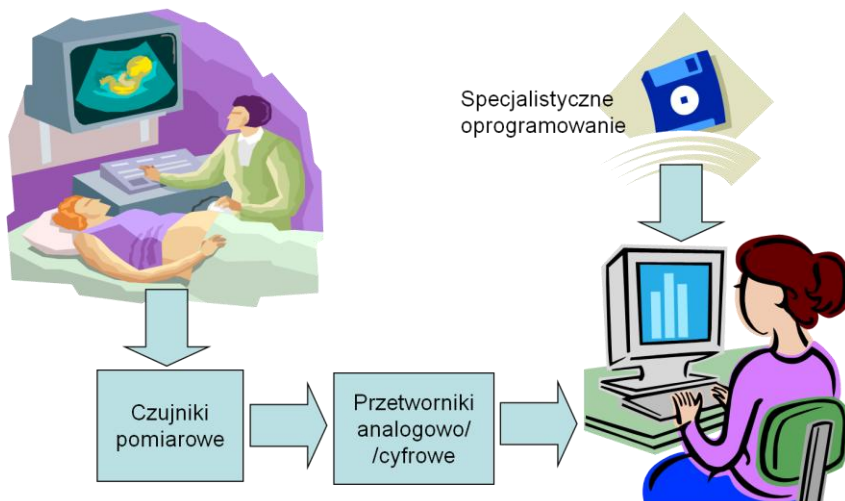 Specjalistyczne
oprogramowanie
Czujniki
pomiarowe
Przetworniki
analogowo/
/cyfrowe